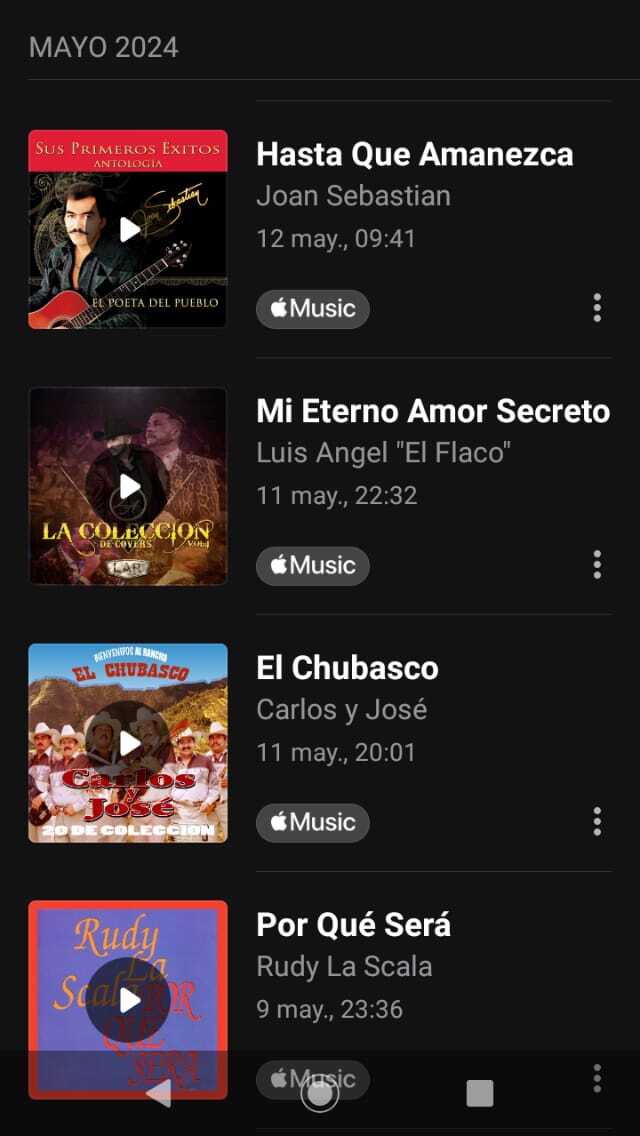 MAYO 2024
SUS PRIMEROS EXITOS
ANTOLOGÍA
Joan Sebastian
EL POETA DEL PUEBLO
Hasta Que Amanezca
Joan Sebastian
12 may., 09:41
Music
LA COLECCION
DE COVERS VOL.1
Mi Eterno Amor Secreto
Luis Angel "El Flaco"
11 may., 22:32
Music
BIENVENIDOS AL RANCHO
EL CHUBASCO
Carlos
y
José
20 DE COLECCION
El Chubasco
Carlos y José
11 may., 20:01
Music
Rudy
La
Scala
POR
QUE
SERA
Por Qué Será
Rudy La Scala
9 may., 23:36
Music